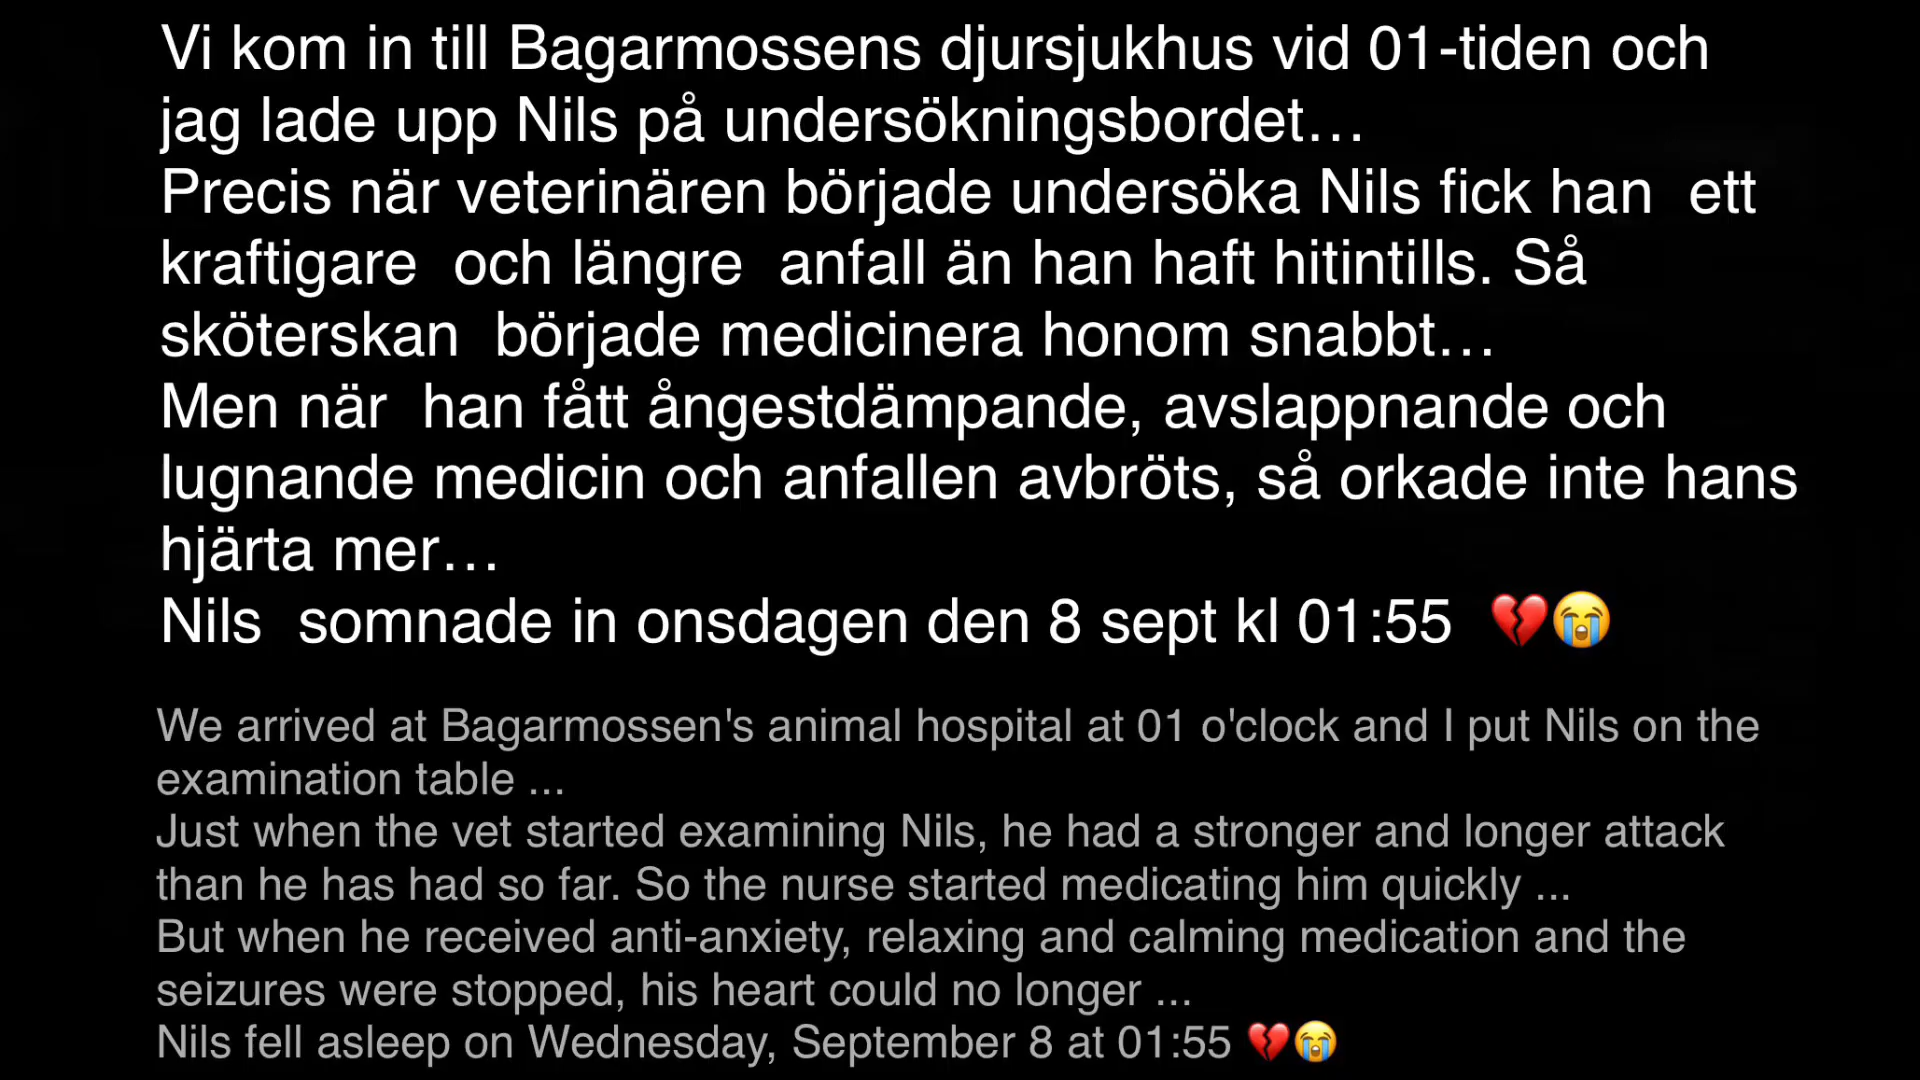 Vi kom in till Bagarmossens djursjukhus vid 01-tiden och
jag lade upp Nils på undersökningsbordet…
Precis när veterinären började undersöka Nils fick han  ett
kraftigare  och längre  anfall än han haft hitintills. Så
sköterskan  började medicinera honom snabbt…
Men när  han fått ångestdämpande, avslappnande och
lugnande medicin och anfallen avbröts, så orkade inte hans
hjärta mer…
Nils  somnade in onsdagen den 8 sept kl 01:55  💔😭
We arrived at Bagarmossen's animal hospital at 01 o'clock and I put Nils on the
examination table ...
Just when the vet started examining Nils, he had a stronger and longer attack
than he has had so far. So the nurse started medicating him quickly ...
But when he received anti-anxiety, relaxing and calming medication and the
seizures were stopped, his heart could no longer ...
Nils fell asleep on Wednesday, September 8 at 01:55 💔😭